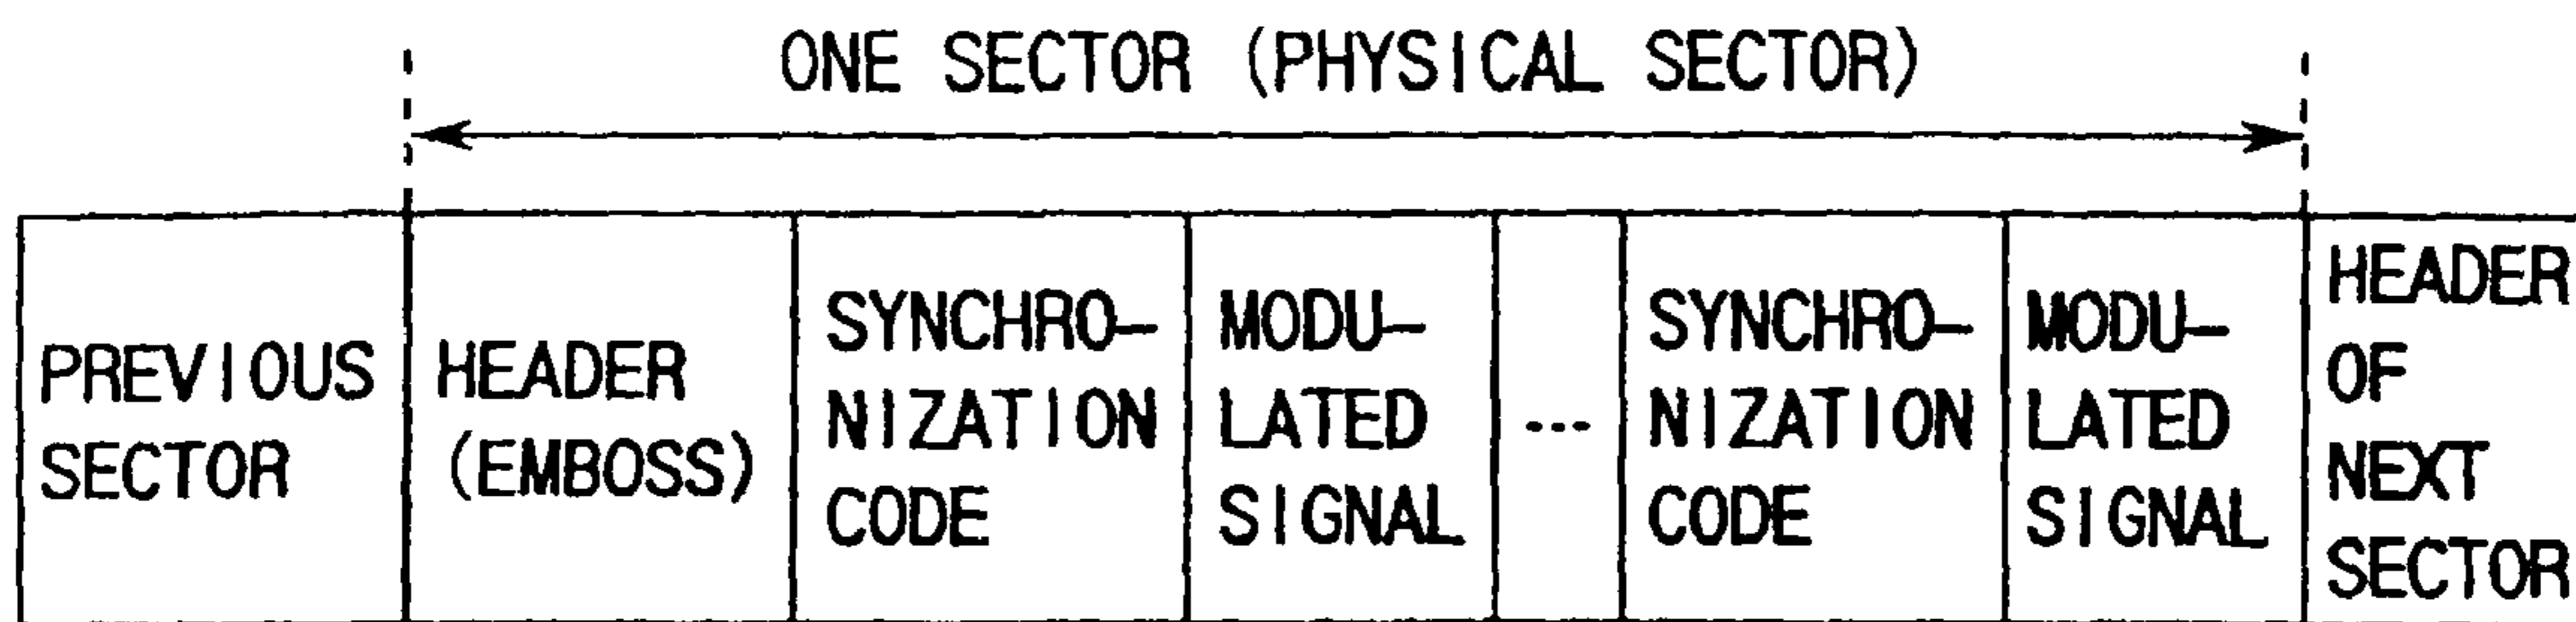 ONE SECTOR (PHYSICAL SECTOR)
PREVIOUS
SECTOR
HEADER
(EMBOSS)
SYNCHRO–
NIZATION
CODE
MODU–
LATED
SIGNAL
...
SYNCHRO–
NIZATION
CODE
MODU–
LATED
SIGNAL
HEADER
OF
NEXT
SECTOR